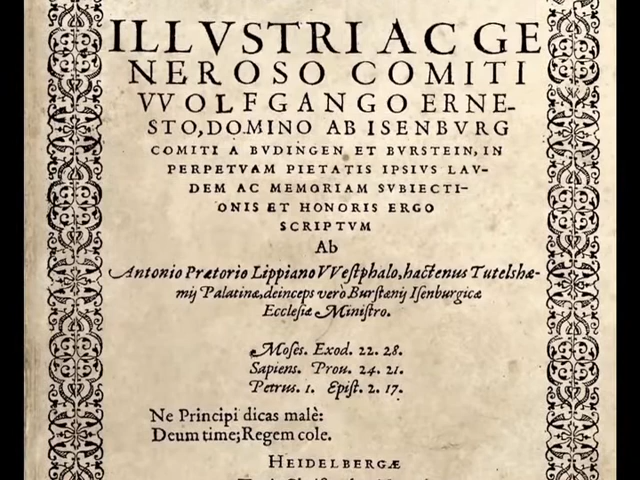 ILLVSTRI AC GE
NEROSO COMITI
VVOLFGANGO ERNE-
STO, DOMINO AB ISENBVRG
COMITI A BVDINGEN ET BVRSTEIN, IN
PERPETVAM PIETATIS IPSIVS LAV-
DEM AC MEMORIAM SVBIECTI-
ONIS ET HONORIS ERGO
SCRIPTVM
Ab
Antonio Prætorio Lippiano VVestphalo, hactenus Tutelshæ-
mij Palatinæ, deinceps verò Burstænij Isenburgicæ
Ecclesiæ Ministro.
Moses. Exod. 22. 28.
Sapiens. Prou. 24. 21.
Petrus. 1. Epist. 2. 17.
Ne Principi dicas malè:
Deum time; Regem cole.
HEIDELBERGÆ